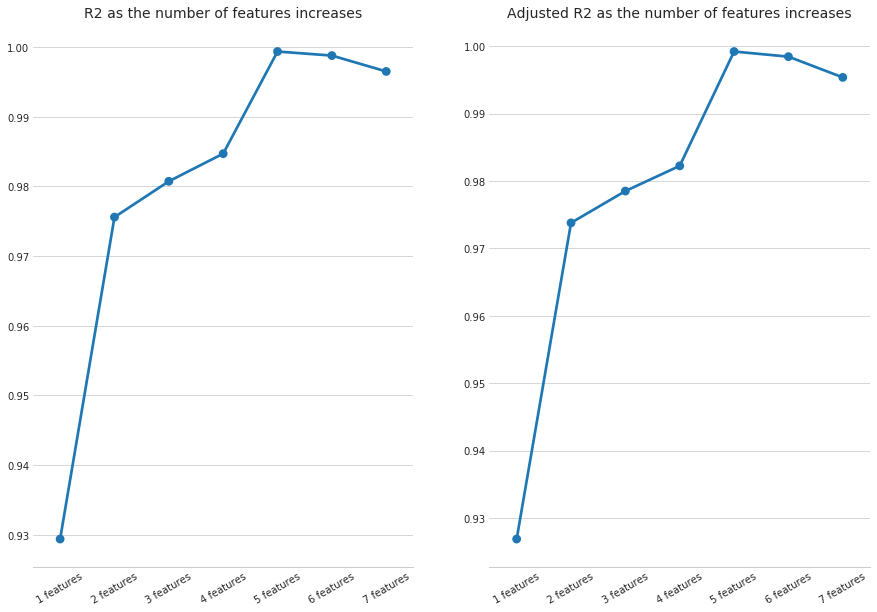 R2 as the number of features increases
1.00
0.99
0.98
0.97
0.96
0.95
0.94
0.93
1 features
2 features
3 features
4 features
5 features
6 features
7 features
Adjusted R2 as the number of features increases
1.00
0.99
0.98
0.97
0.96
0.95
0.94
0.93
1 features
2 features
3 features
4 features
5 features
6 features
7 features